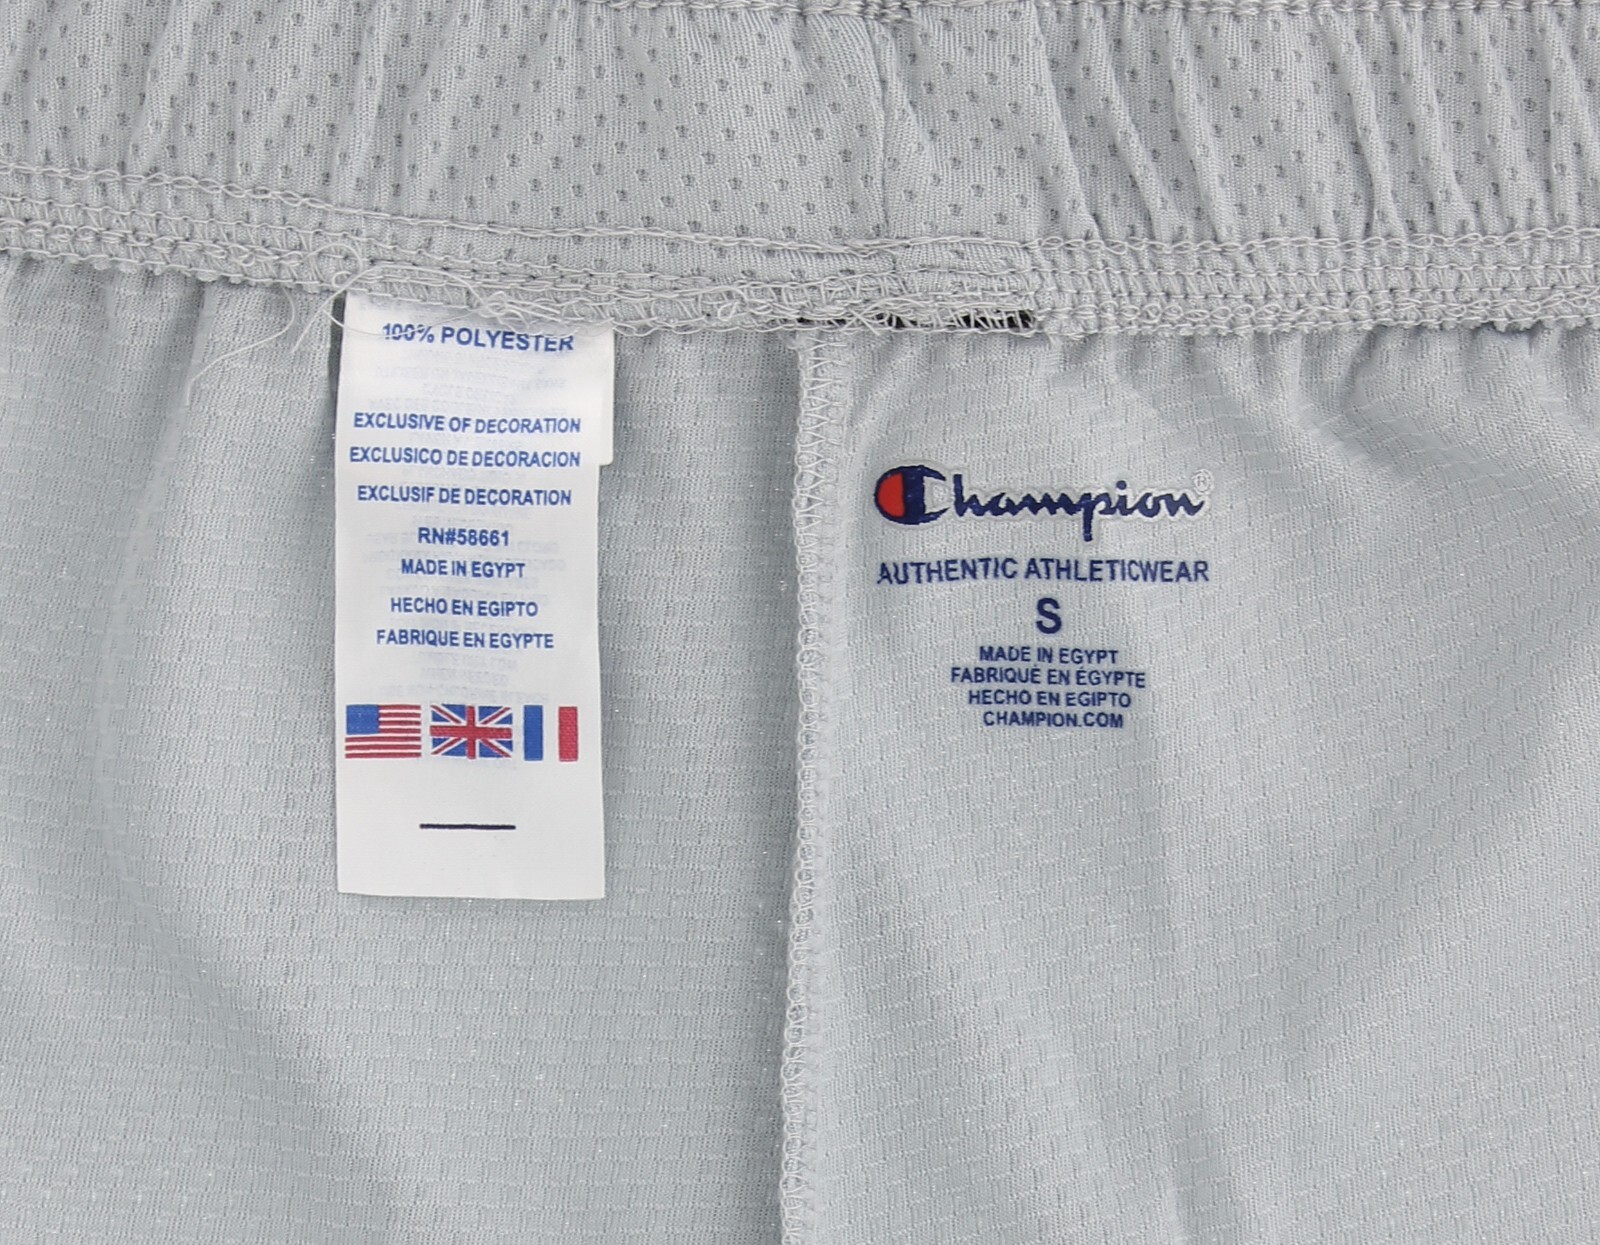 100% POLYESTER
EXCLUSIVE OF DECORATION
EXCLUSICO DE DECORACION
EXCLUSIF DE DECORATION
RN#58661
MADE IN EGYPT
HECHO EN EGIPTO
FABRIQUE EN EGYPTE
Champion®
AUTHENTIC ATHLETICWEAR
S
MADE IN EGYPT
FABRIQUÉ EN ÉGYPTE
HECHO EN EGIPTO
CHAMPION.COM